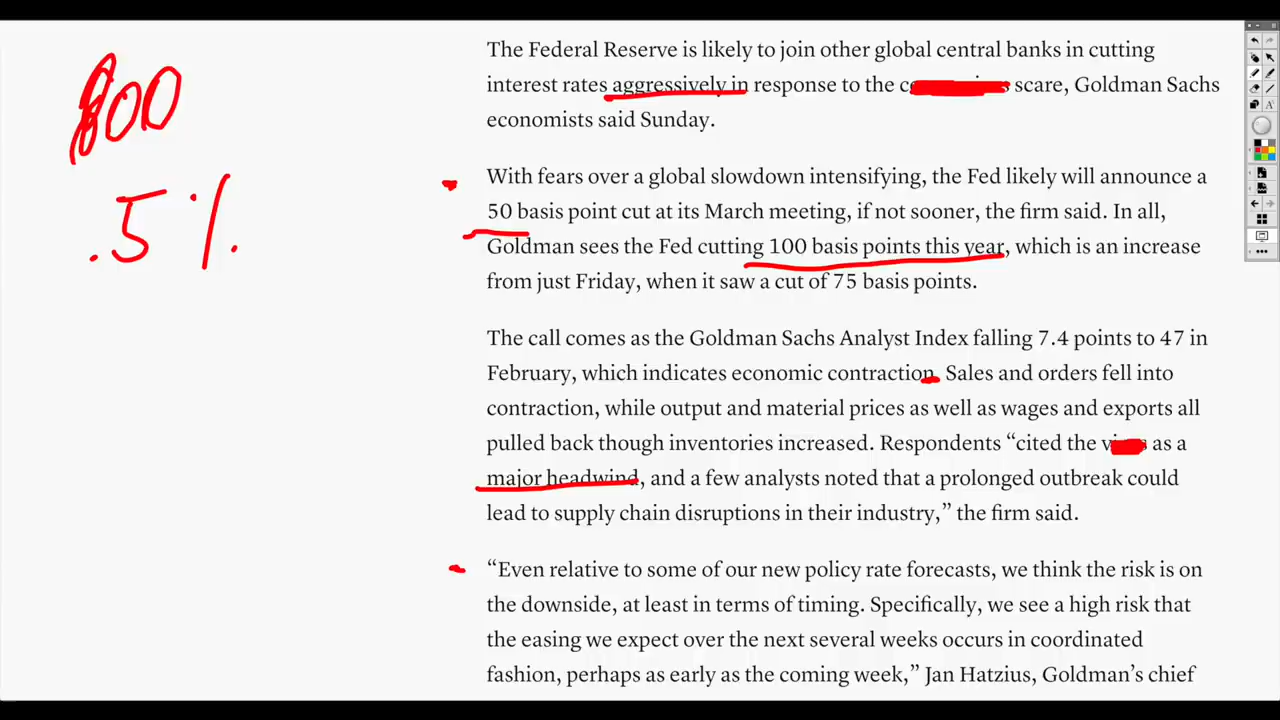 The Federal Reserve is likely to join other global central banks in cutting
interest rates aggressively in response to the scare, Goldman Sachs
economists said Sunday.
With fears over a global slowdown intensifying, the Fed likely will announce a
50 basis point cut at its March meeting, if not sooner, the firm said. In all,
Goldman sees the Fed cutting 100 basis points this year, which is an increase
from just Friday, when it saw a cut of 75 basis points.
The call comes as the Goldman Sachs Analyst Index falling 7.4 points to 47 in
February, which indicates economic contraction. Sales and orders fell into
contraction, while output and material prices as well as wages and exports all
pulled back though inventories increased. Respondents “cited the as a
major headwind, and a few analysts noted that a prolonged outbreak could
lead to supply chain disruptions in their industry,” the firm said.
“Even relative to some of our new policy rate forecasts, we think the risk is on
the downside, at least in terms of timing. Specifically, we see a high risk that
the easing we expect over the next several weeks occurs in coordinated
fashion, perhaps as early as the coming week,” Jan Hatzius, Goldman’s chief
.5%
A